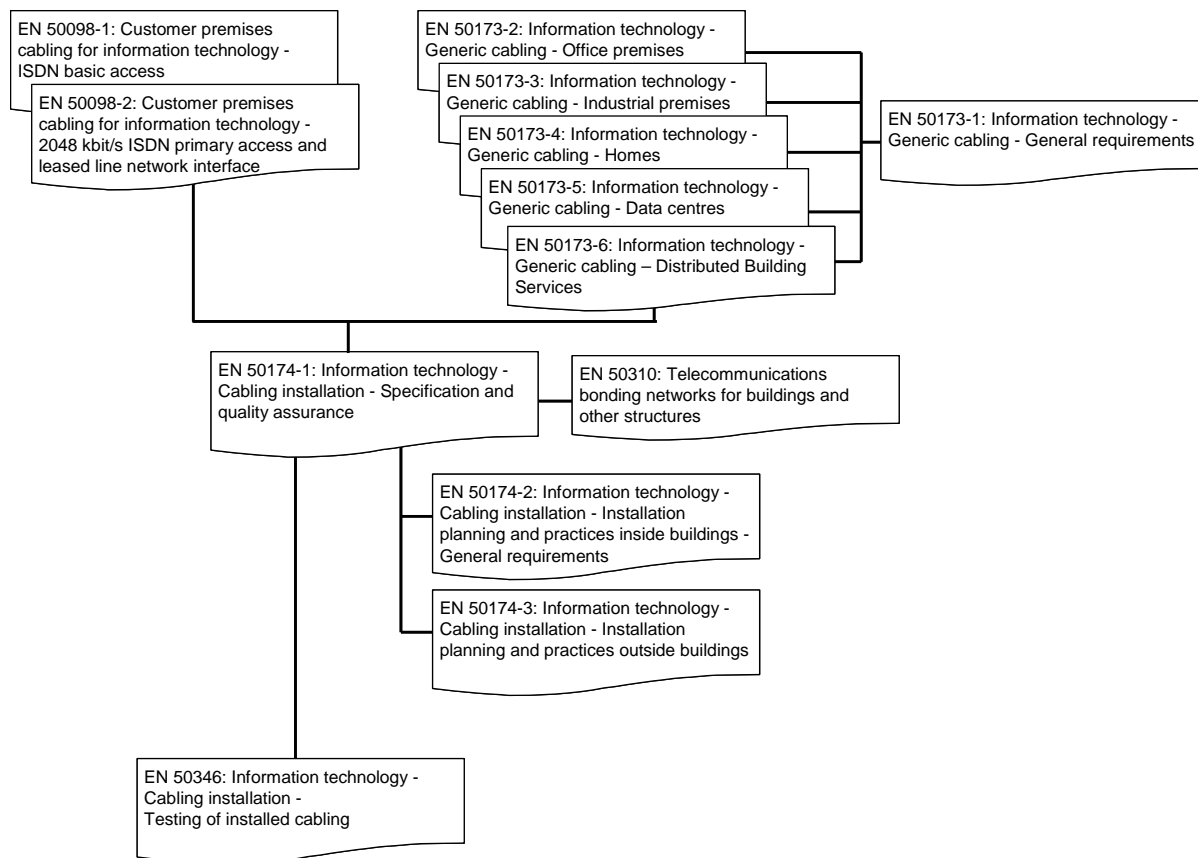 EN 50098-1: Customer premises
cabling for information technology -
ISDN basic access
EN 50098-2: Customer premises
cabling for information technology -
2048 kbit/s ISDN primary access and
leased line network interface
EN 50173-2: Information technology -
Generic cabling - Office premises
EN 50173-3: Information technology -
Generic cabling - Industrial premises
EN 50173-4: Information technology -
Generic cabling - Homes
EN 50173-5: Information technology -
Generic cabling - Data centres
EN 50173-6: Information technology -
Generic cabling – Distributed Building
Services
EN 50173-1: Information technology -
Generic cabling - General requirements
EN 50174-1: Information technology -
Cabling installation - Specification and
quality assurance
EN 50310: Telecommunications
bonding networks for buildings and
other structures
EN 50174-2: Information technology -
Cabling installation - Installation
planning and practices inside buildings -
General requirements
EN 50174-3: Information technology -
Cabling installation - Installation
planning and practices outside buildings
EN 50346: Information technology -
Cabling installation -
Testing of installed cabling